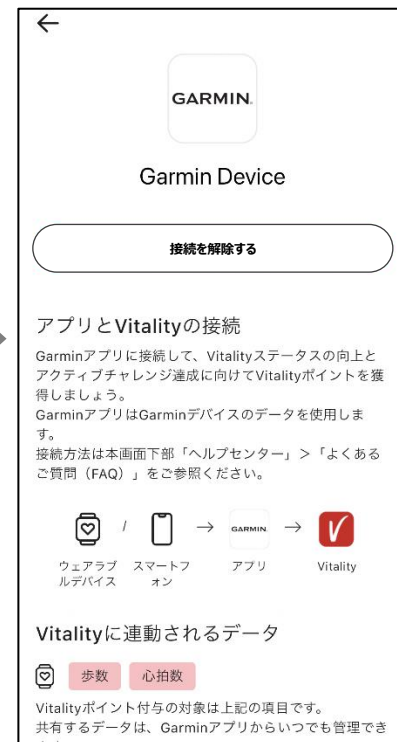 GARMIN.
Garmin Device
接続を解除する
アプリとVitalityの接続
Garminアプリに接続して、Vitalityステータスの向上と
アクティブチャレンジ達成に向けてVitalityポイントを獲
得しましょう。
GarminアプリはGarminデバイスのデータを使用しま
す。
接続方法は本画面下部「ヘルプセンター」>「よくある
ご質問（FAQ）」をご参照ください。
/ → GARMIN. →
ウェアラブ スマートフ アプリ Vitality
ルデバイス ォン
Vitalityに連動されるデータ
歩数 心拍数
Vitalityポイント付与の対象は上記の項目です。
共有するデータは、Garminアプリからいつでも管理でき